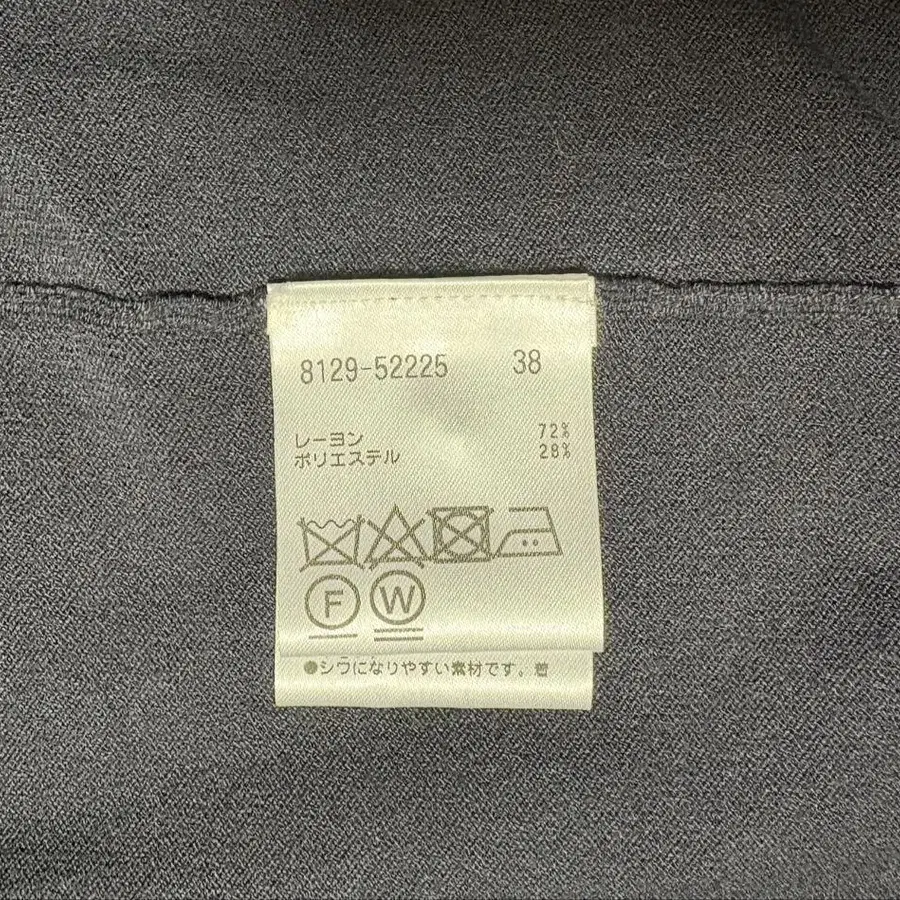 8129-52225 38
レーヨン 72%
ポリエステル 28%
F W
●シワになりやすい素材です。着